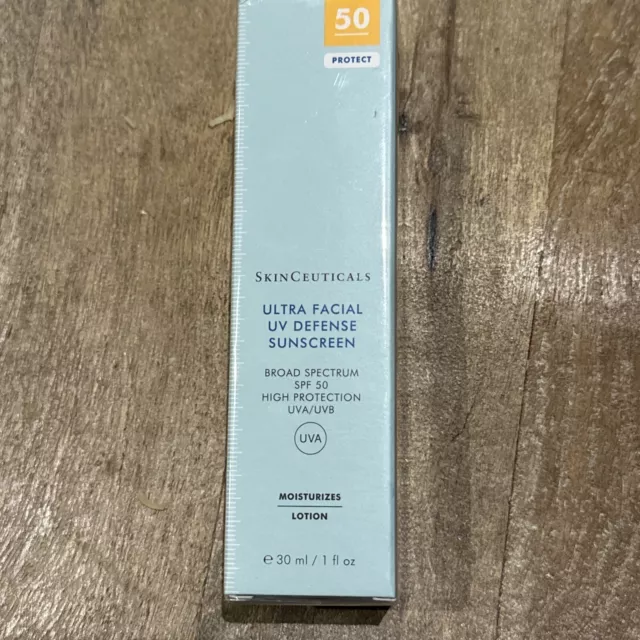 50
PROTECT
SKINCEUTICALS
ULTRA FACIAL
UV DEFENSE
SUNSCREEN
BROAD SPECTRUM
SPF 50
HIGH PROTECTION
UVA/UVB
UVA
MOISTURIZES
LOTION
℮ 30 ml / 1 fl oz